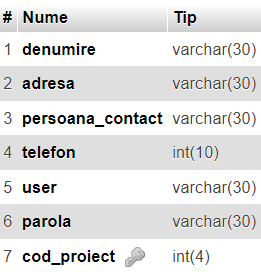 # Nume Tip
1 denumire varchar(30)
2 adresa varchar(30)
3 persoana_contact varchar(30)
4 telefon int(10)
5 user varchar(30)
6 parola varchar(30)
7 cod_proiect int(4)